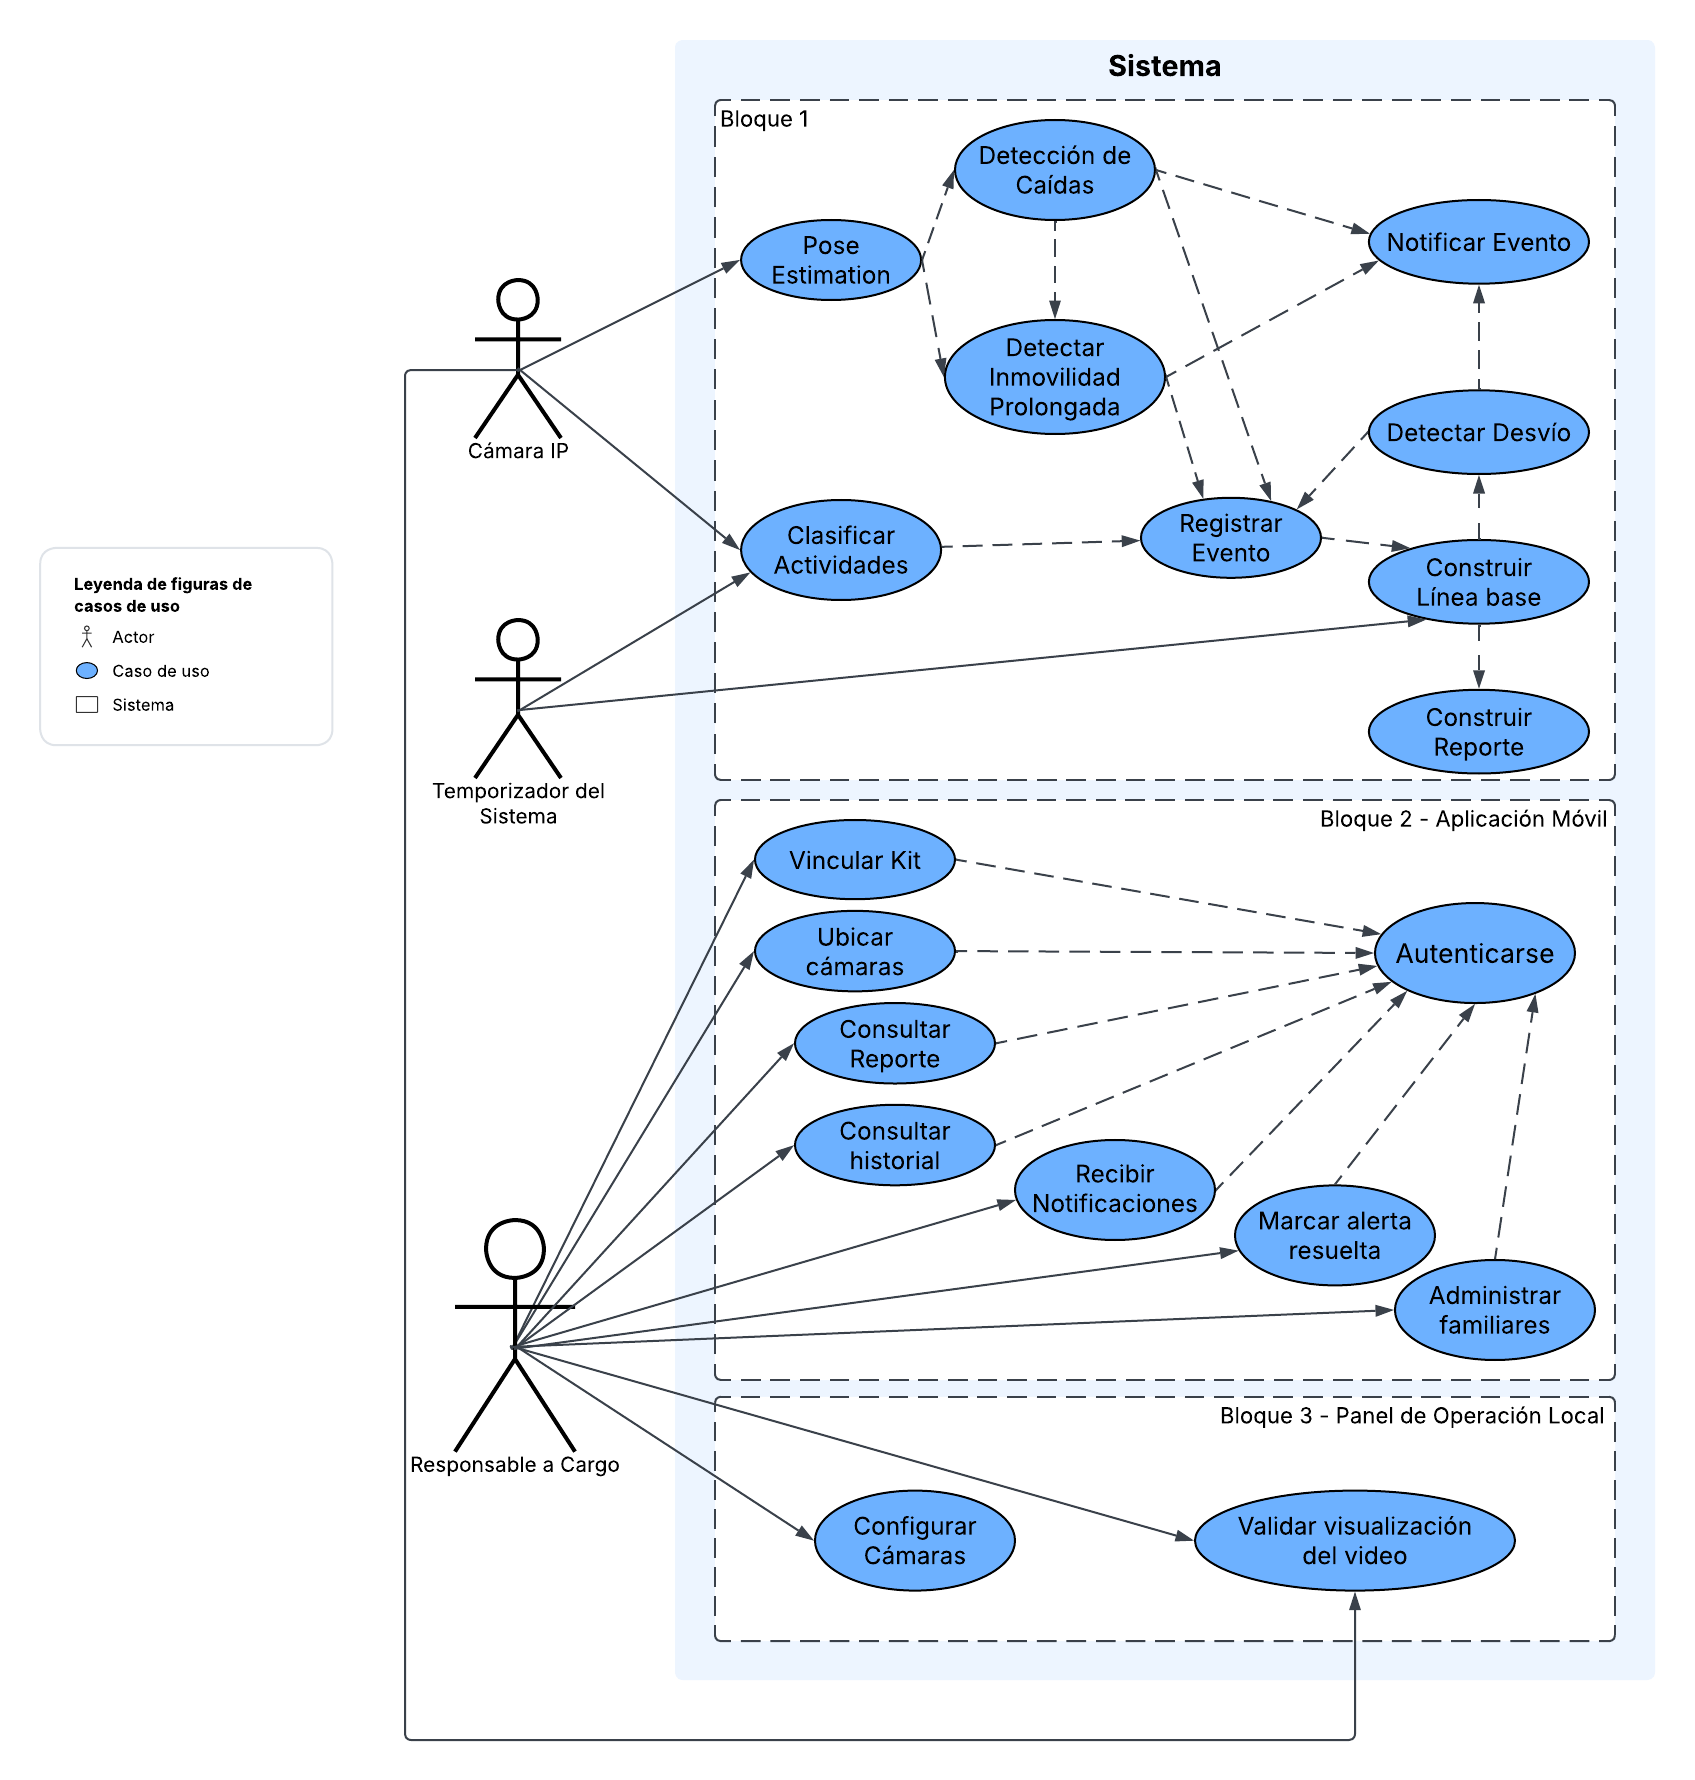 Sistema
Bloque 1
Detección de
Caídas
Pose
Estimation
Notificar Evento
Detectar
Inmovilidad
Prolongada
Detectar Desvío
Cámara IP
Clasificar
Actividades
Registrar
Evento
Construir
Línea base
Construir
Reporte
Leyenda de figuras de
casos de uso
Actor
Caso de uso
Sistema
Temporizador del
Sistema
Bloque 2 - Aplicación Móvil
Vincular Kit
Ubicar
cámaras
Autenticarse
Consultar
Reporte
Consultar
historial
Recibir
Notificaciones
Marcar alerta
resuelta
Administrar
familiares
Responsable a Cargo
Bloque 3 - Panel de Operación Local
Configurar
Cámaras
Validar visualización
del video